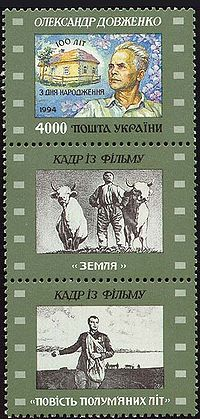 ОЛЕКСАНДР ДОВЖЕНКО
100 ЛІТ
З ДНЯ НАРОДЖЕННЯ
1994
4000 ПОШТА УКРАЇНИ
КАДР ІЗ ФІЛЬМУ
«ЗЕМЛЯ»
КАДР ІЗ ФІЛЬМУ
«ПОВІСТЬ ПОЛУМ'ЯНИХ ЛІТ»